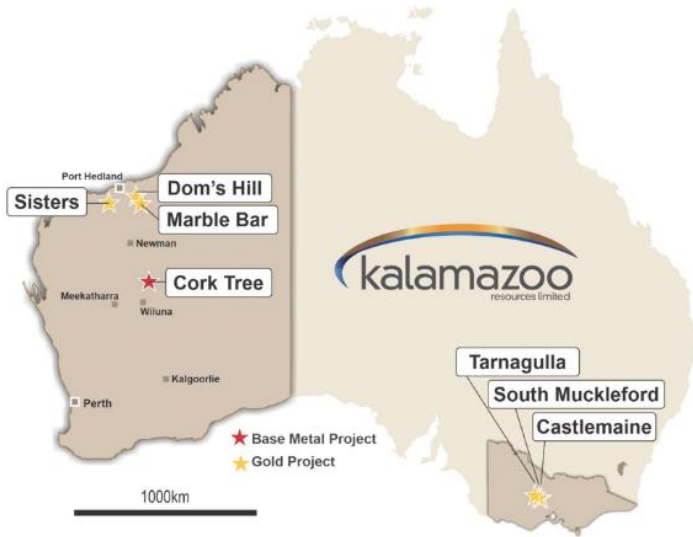 Port Hedland
Dom's Hill
Sisters
Marble Bar
Newman
Cork Tree
Meekatharra
Wiluna
Kalgoorlie
Perth
kalamazoo
resources limited
Tarnagulla
South Muckleford
Castlemaine
Base Metal Project
Gold Project
1000km